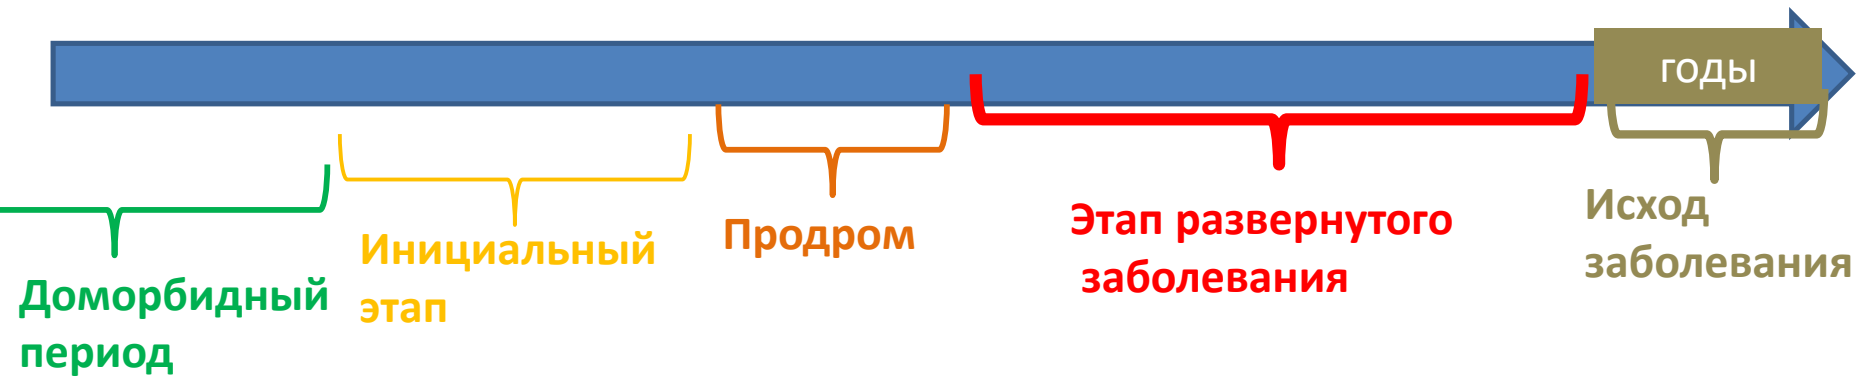 годы
Доморбидный
период
Инициальный
этап
Продром
Этап развернутого
заболевания
Исход
заболевания